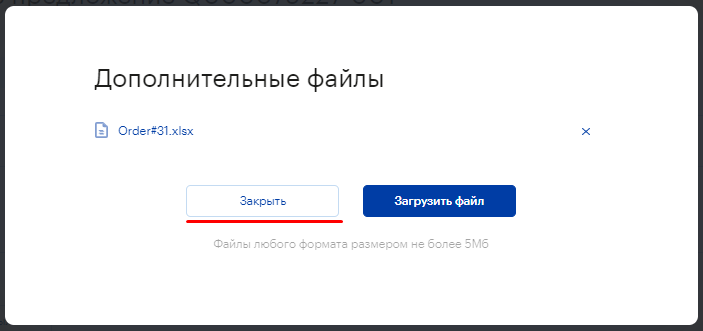 Дополнительные файлы
Order#31.xlsx
Закрыть
Загрузить файл
Файлы любого формата размером не более 5Мб